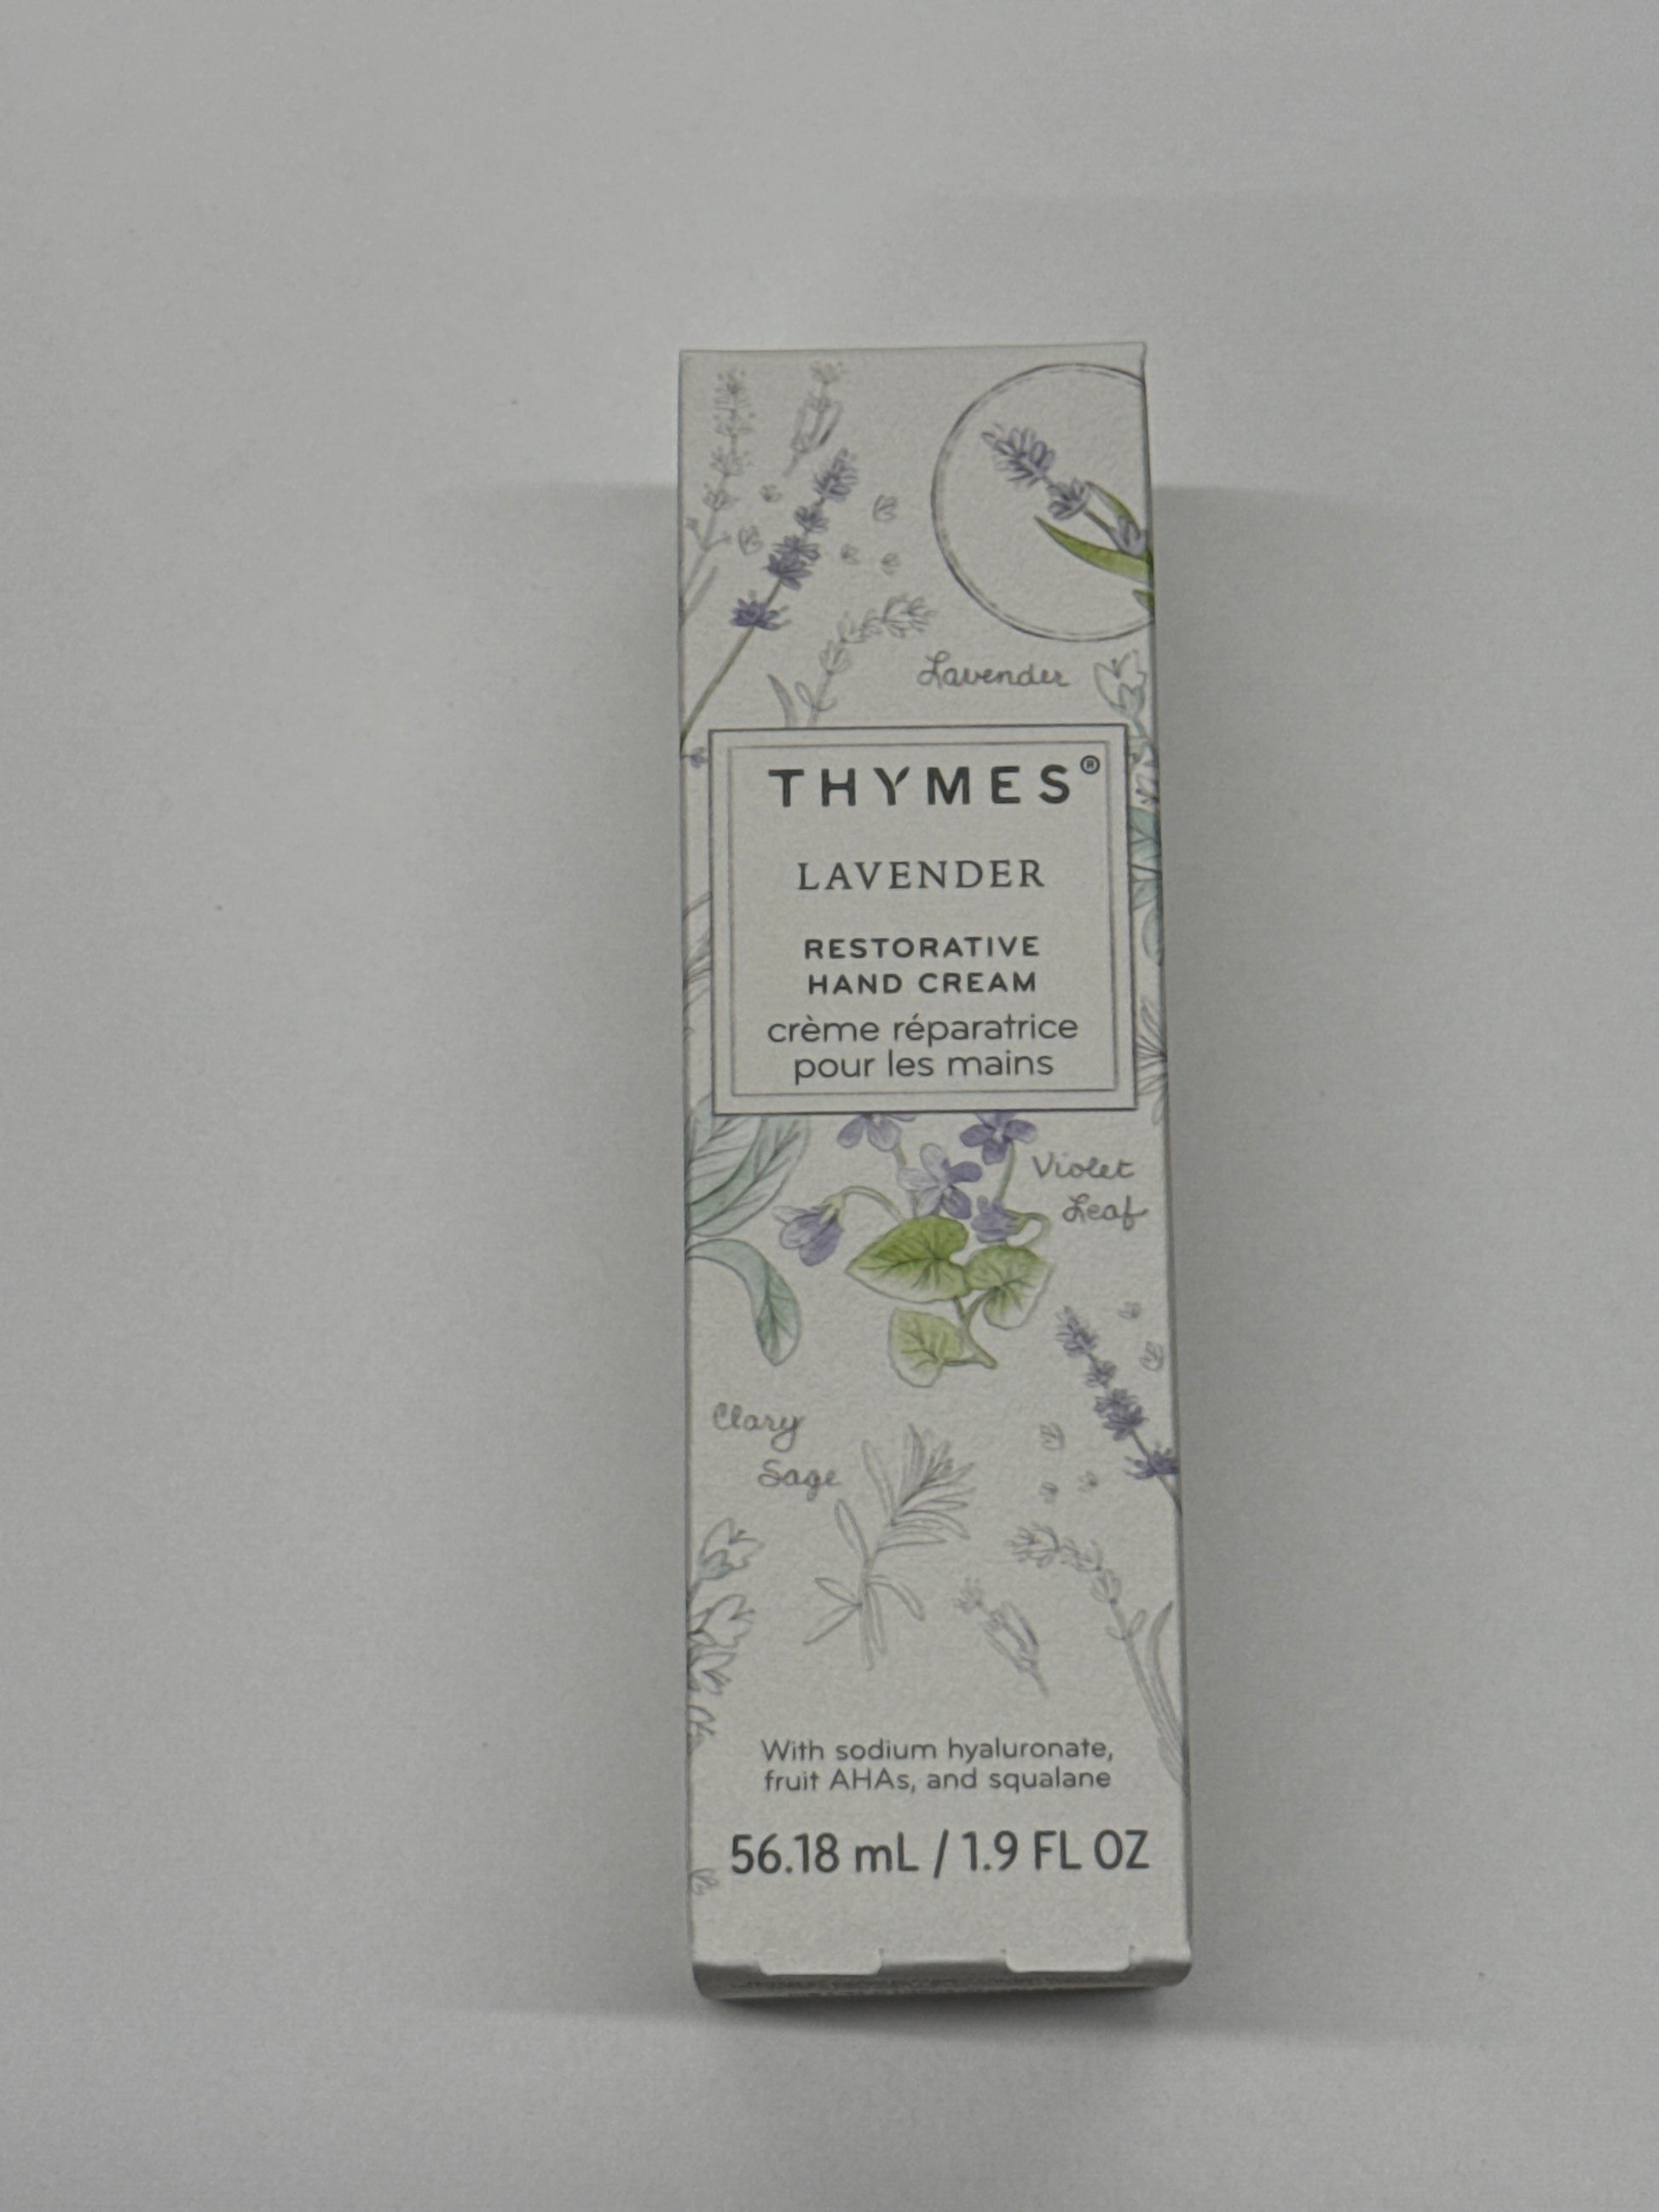 Lavender
THYMES®
LAVENDER
RESTORATIVE
HAND CREAM
crème réparatrice
pour les mains
Violet
Leaf
Clary
Sage
With sodium hyaluronate,
fruit AHAs, and squalane
56.18 mL / 1.9 FL OZ